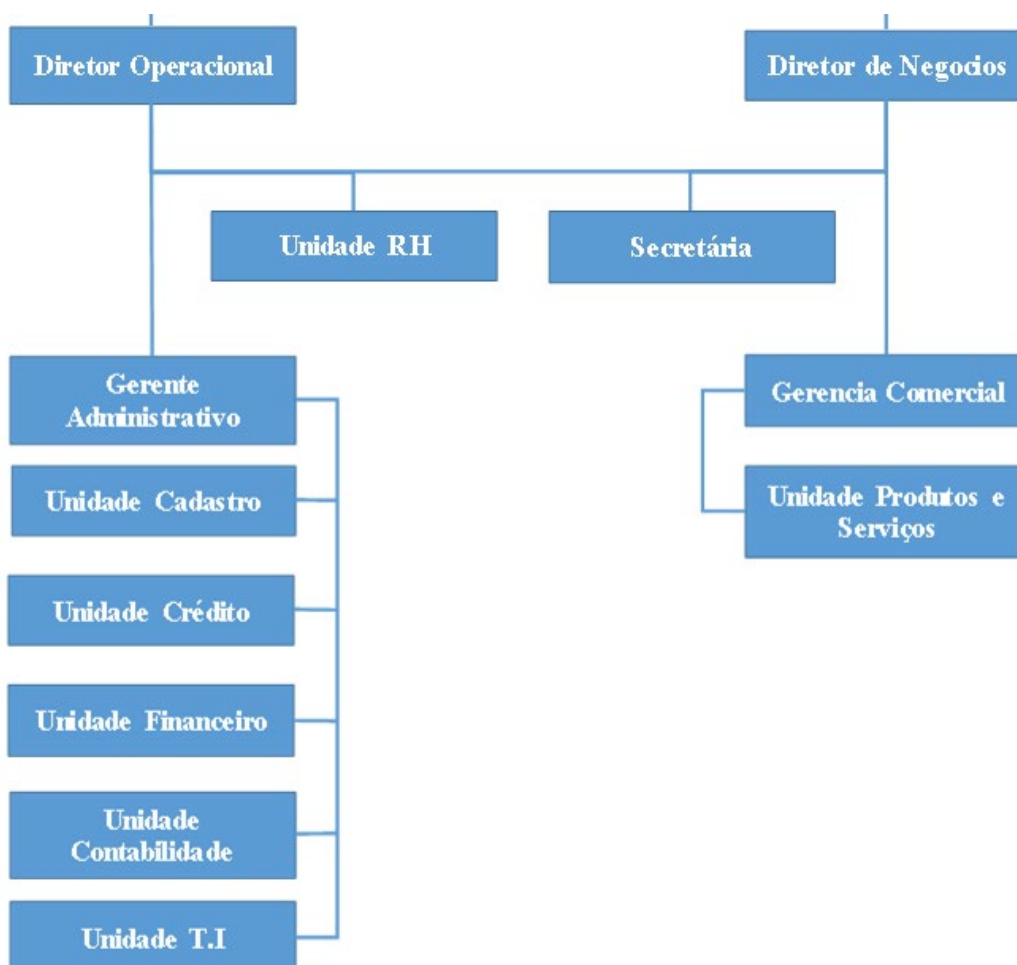 Diretor Operacional
Diretor de Negocios
Unidade RH
Secretária
Gerente
Administrativo
Gerencia Comercial
Unidade Cadastro
Unidade Produtos e
Serviços
Unidade Crédito
Unidade Financeiro
Unidade
Contabilidade
Unidade T.I